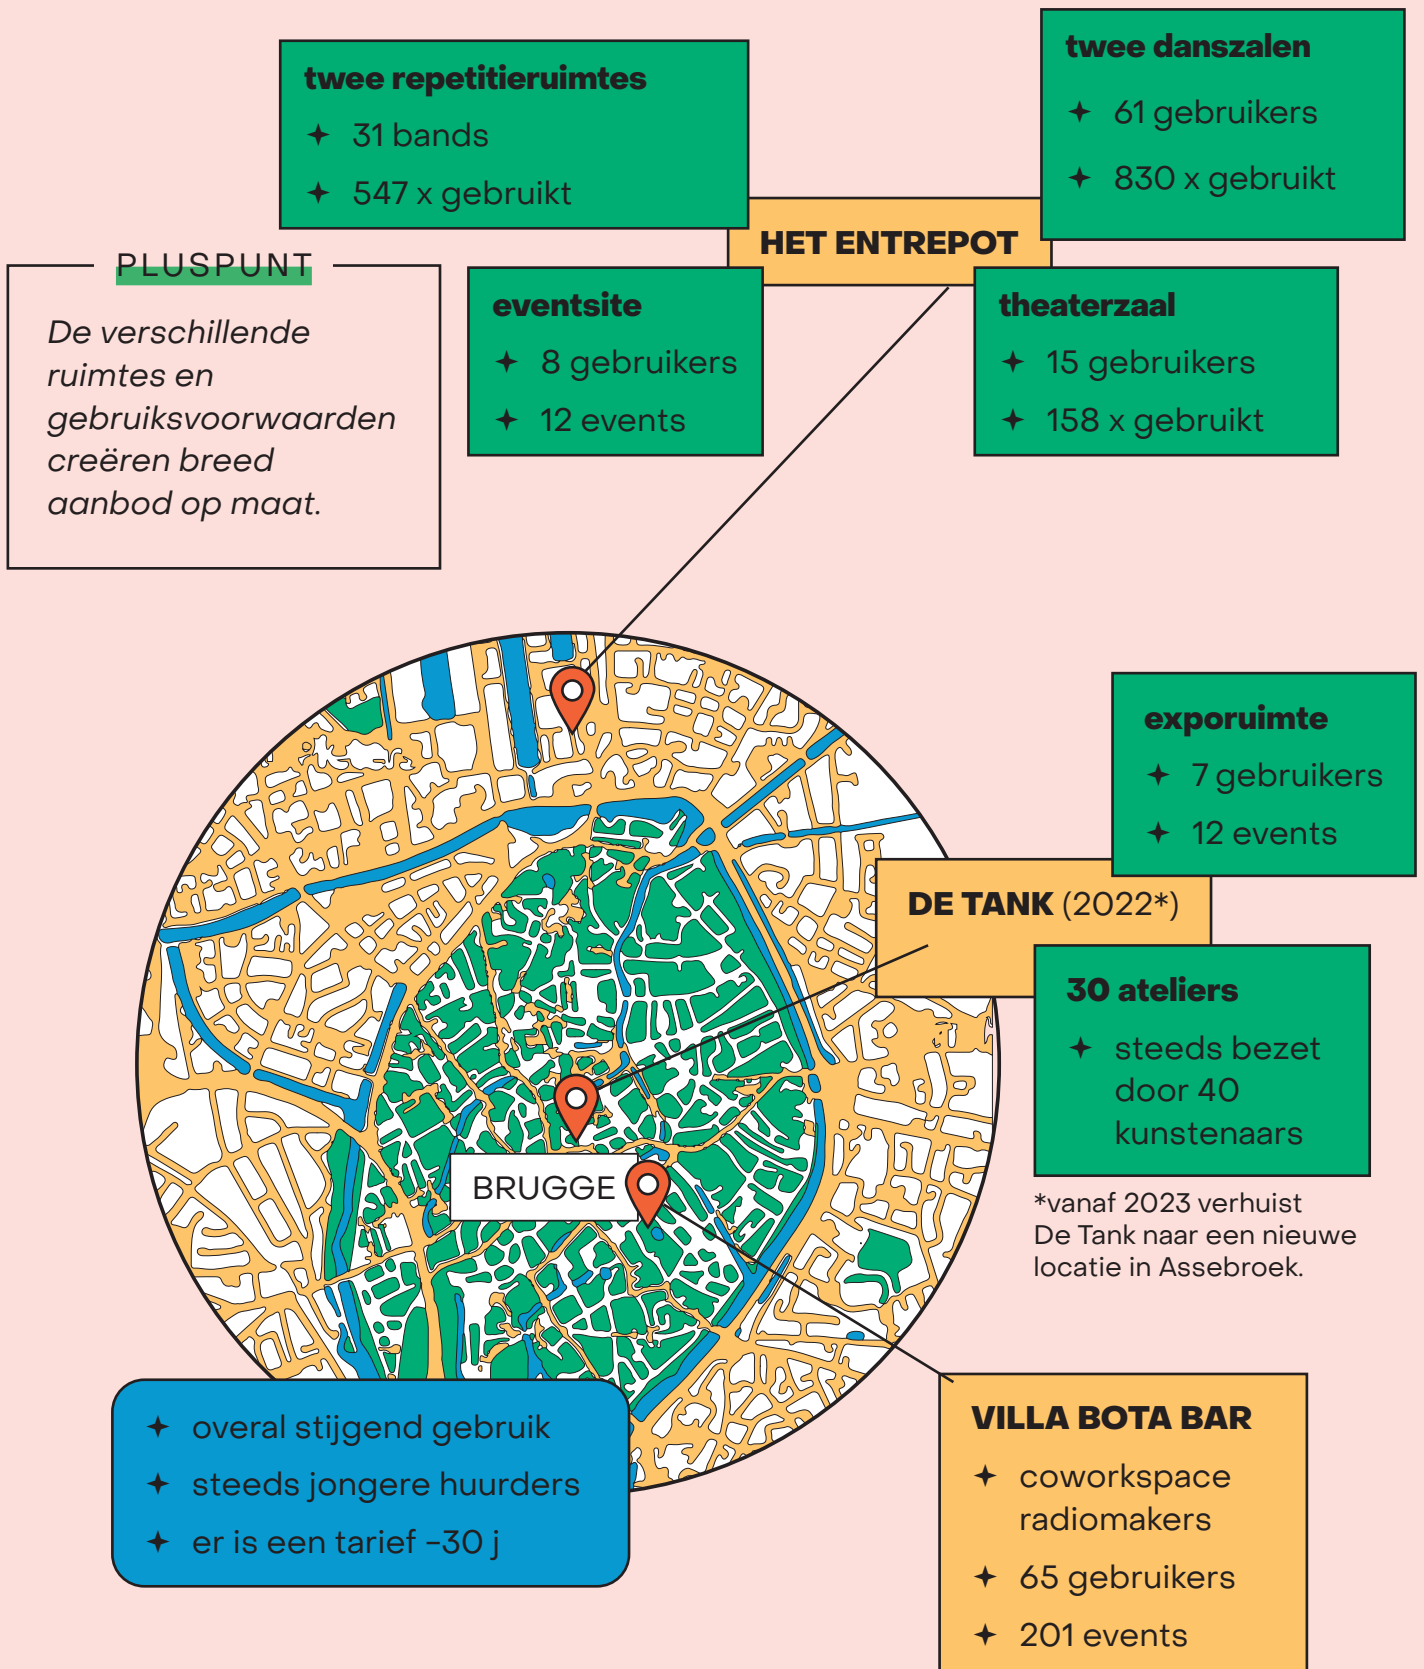 twee repetitieruimtes
31 bands
547 x gebruikt
twee danszalen
61 gebruikers
830 x gebruikt
HET ENTREPOT
eventsite
8 gebruikers
12 events
theaterzaal
15 gebruikers
158 x gebruikt
PLUSPUNT
De verschillende
ruimtes en
gebruiksvoorwaarden
creëren breed
aanbod op maat.
exporuimte
7 gebruikers
12 events
DE TANK (2022*)
30 ateliers
steeds bezet
door 40
kunstenaars
*vanaf 2023 verhuist
De Tank naar een nieuwe
locatie in Assebroek.
BRUGGE
overal stijgend gebruik
steeds jongere huurders
er is een tarief -30 j
VILLA BOTA BAR
coworkspace
radiomakers
65 gebruikers
201 events